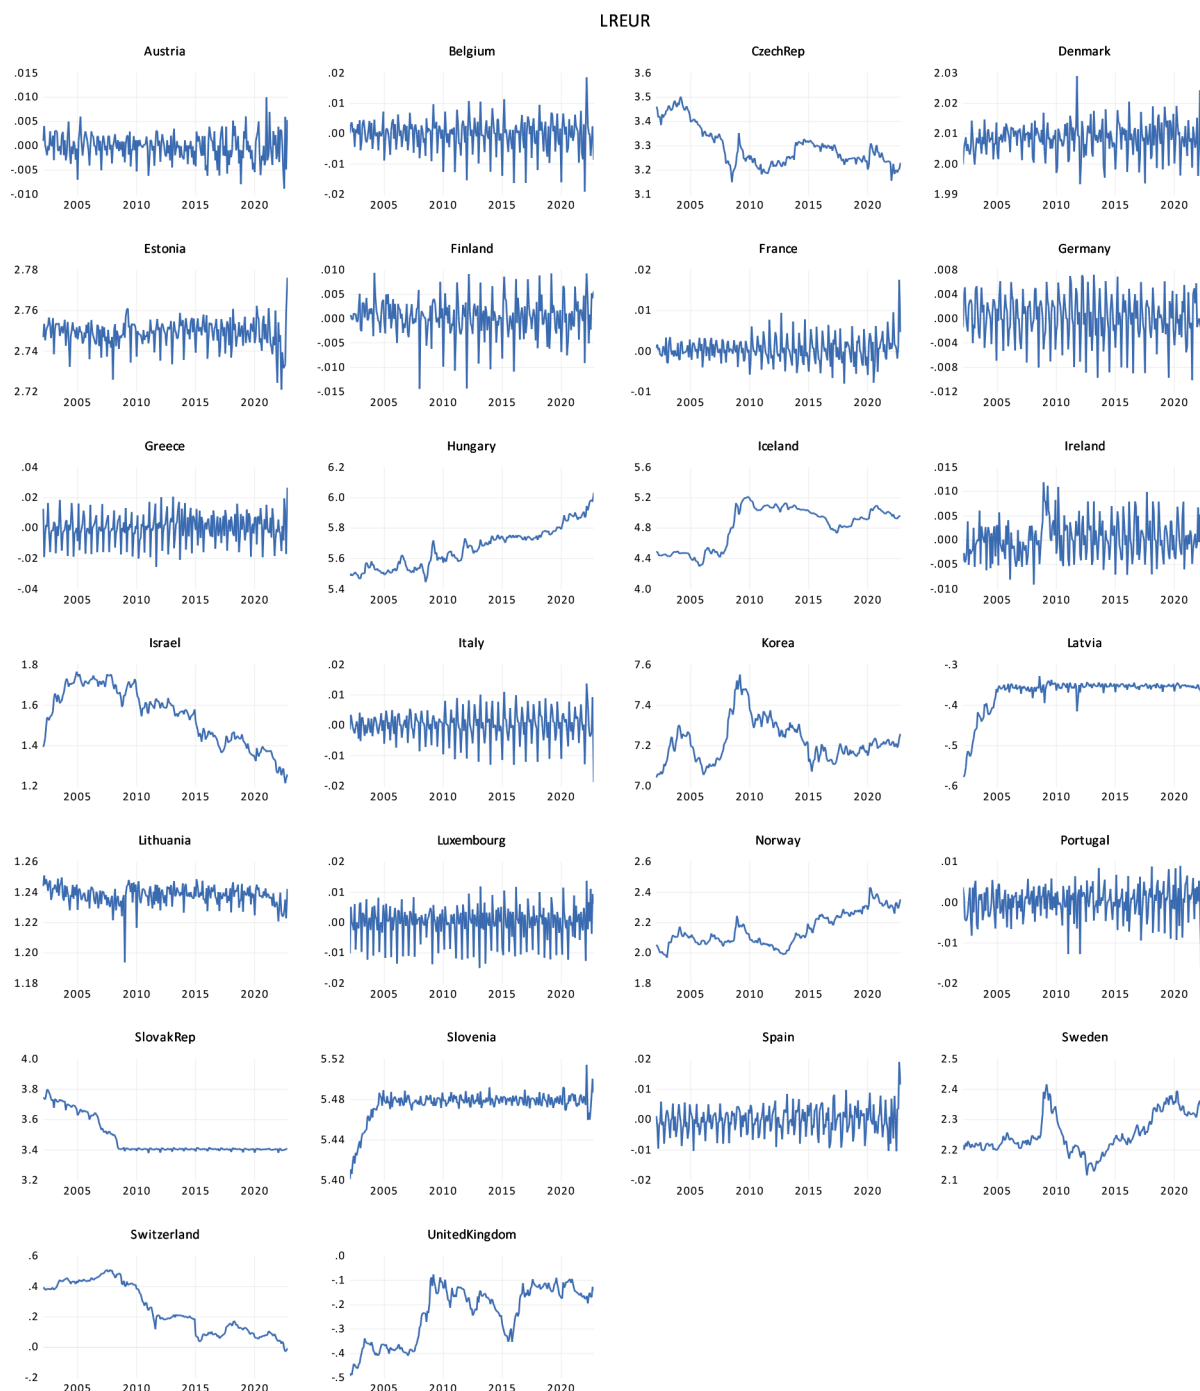 LREUR
Austria
.015
.010
.005
.000
-.005
-.010
2005 2010 2015 2020
Belgium
.02
.01
.00
-.01
-.02
2005 2010 2015 2020
CzechRep
3.6
3.5
3.4
3.3
3.2
3.1
2005 2010 2015 2020
Denmark
2.03
2.02
2.01
2.00
1.99
2005 2010 2015 2020
Estonia
2.78
2.76
2.74
2.72
2005 2010 2015 2020
Finland
.010
.005
.000
-.005
-.010
-.015
2005 2010 2015 2020
France
.02
.01
.00
-.01
2005 2010 2015 2020
Germany
.008
.004
.000
-.004
-.008
-.012
2005 2010 2015 2020
Greece
.04
.02
.00
-.02
-.04
2005 2010 2015 2020
Hungary
6.2
6.0
5.8
5.6
5.4
2005 2010 2015 2020
Iceland
5.6
5.2
4.8
4.4
4.0
2005 2010 2015 2020
Ireland
.015
.010
.005
.000
-.005
-.010
2005 2010 2015 2020
Israel
1.8
1.6
1.4
1.2
2005 2010 2015 2020
Italy
.02
.01
.00
-.01
-.02
2005 2010 2015 2020
Korea
7.6
7.4
7.2
7.0
2005 2010 2015 2020
Latvia
-.3
-.4
-.5
-.6
2005 2010 2015 2020
Lithuania
1.26
1.24
1.22
1.20
1.18
2005 2010 2015 2020
Luxembourg
.02
.01
.00
-.01
-.02
2005 2010 2015 2020
Norway
2.6
2.4
2.2
2.0
1.8
2005 2010 2015 2020
Portugal
.01
.00
-.01
-.02
2005 2010 2015 2020
SlovakRep
4.0
3.8
3.6
3.4
3.2
2005 2010 2015 2020
Slovenia
5.52
5.48
5.44
5.40
2005 2010 2015 2020
Spain
.02
.01
.00
-.01
-.02
2005 2010 2015 2020
Sweden
2.5
2.4
2.3
2.2
2.1
2005 2010 2015 2020
Switzerland
.6
.4
.2
.0
-.2
2005 2010 2015 2020
UnitedKingdom
.0
-.1
-.2
-.3
-.4
-.5
2005 2010 2015 2020